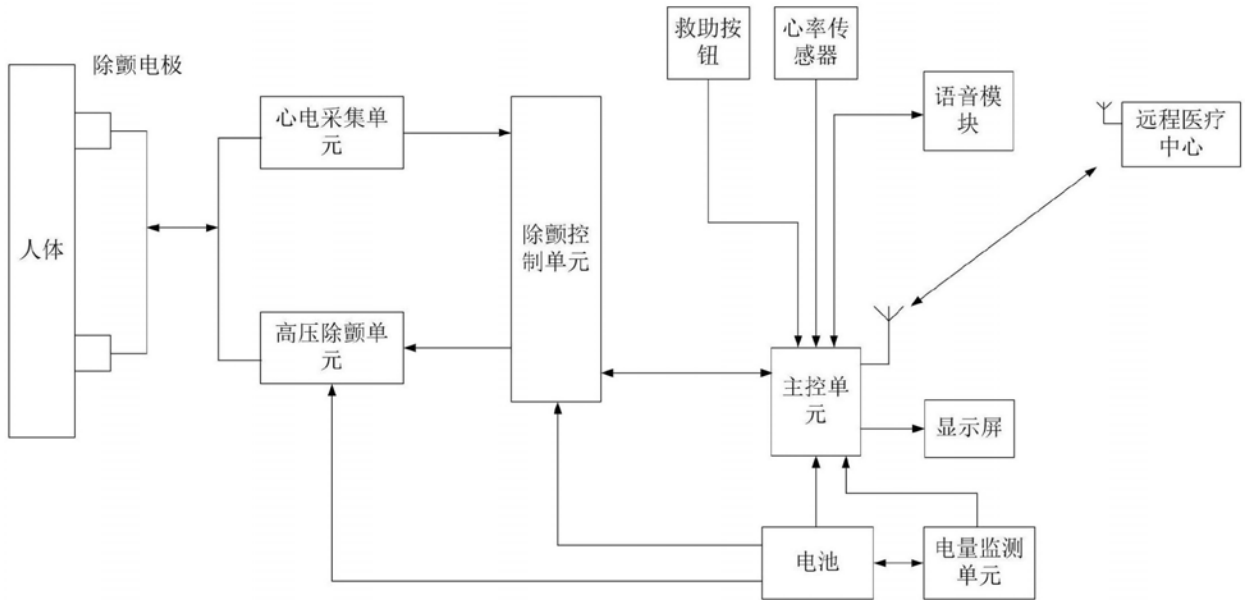 救助按
钮
心率传
感器
除颤电极
语音模
块
远程医疗
中心
心电采集单
元
人体
除颤控
制单元
高压除颤单
元
主控单
元
显示屏
电池
电量监测
单元